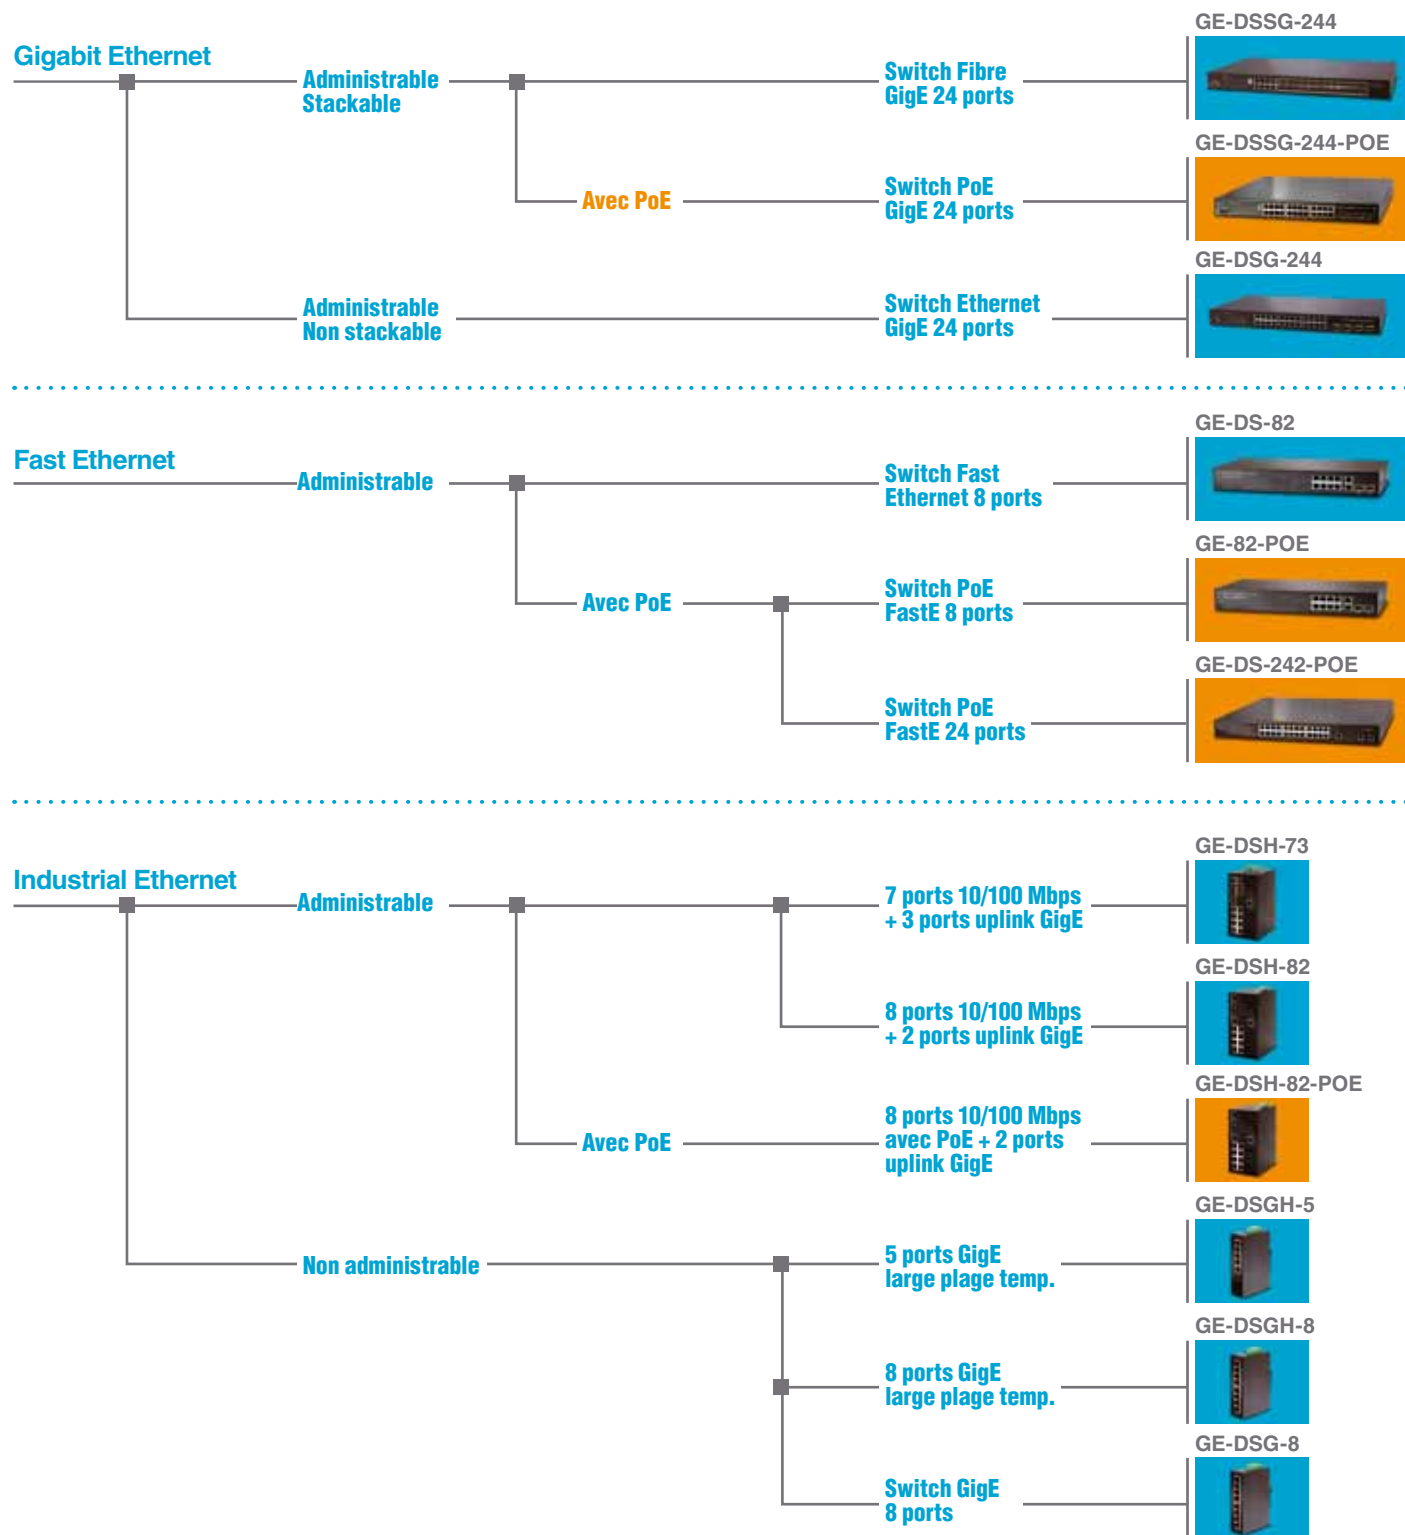 GE-DSSG-244
Gigabit Ethernet
Administrable
Stackable
Switch Fibre
GigE 24 ports
GE-DSSG-244-POE
Avec PoE
Switch PoE
GigE 24 ports
GE-DSG-244
Administrable
Non stackable
Switch Ethernet
GigE 24 ports
GE-DS-82
Fast Ethernet
Administrable
Switch Fast
Ethernet 8 ports
GE-82-POE
Avec PoE
Switch PoE
FastE 8 ports
GE-DS-242-POE
Switch PoE
FastE 24 ports
GE-DSH-73
Industrial Ethernet
Administrable
7 ports 10/100 Mbps
+ 3 ports uplink GigE
GE-DSH-82
8 ports 10/100 Mbps
+ 2 ports uplink GigE
GE-DSH-82-POE
Avec PoE
8 ports 10/100 Mbps
avec PoE + 2 ports
uplink GigE
GE-DSGH-5
Non administrable
5 ports GigE
large plage temp.
GE-DSGH-8
8 ports GigE
large plage temp.
GE-DSG-8
Switch GigE
8 ports